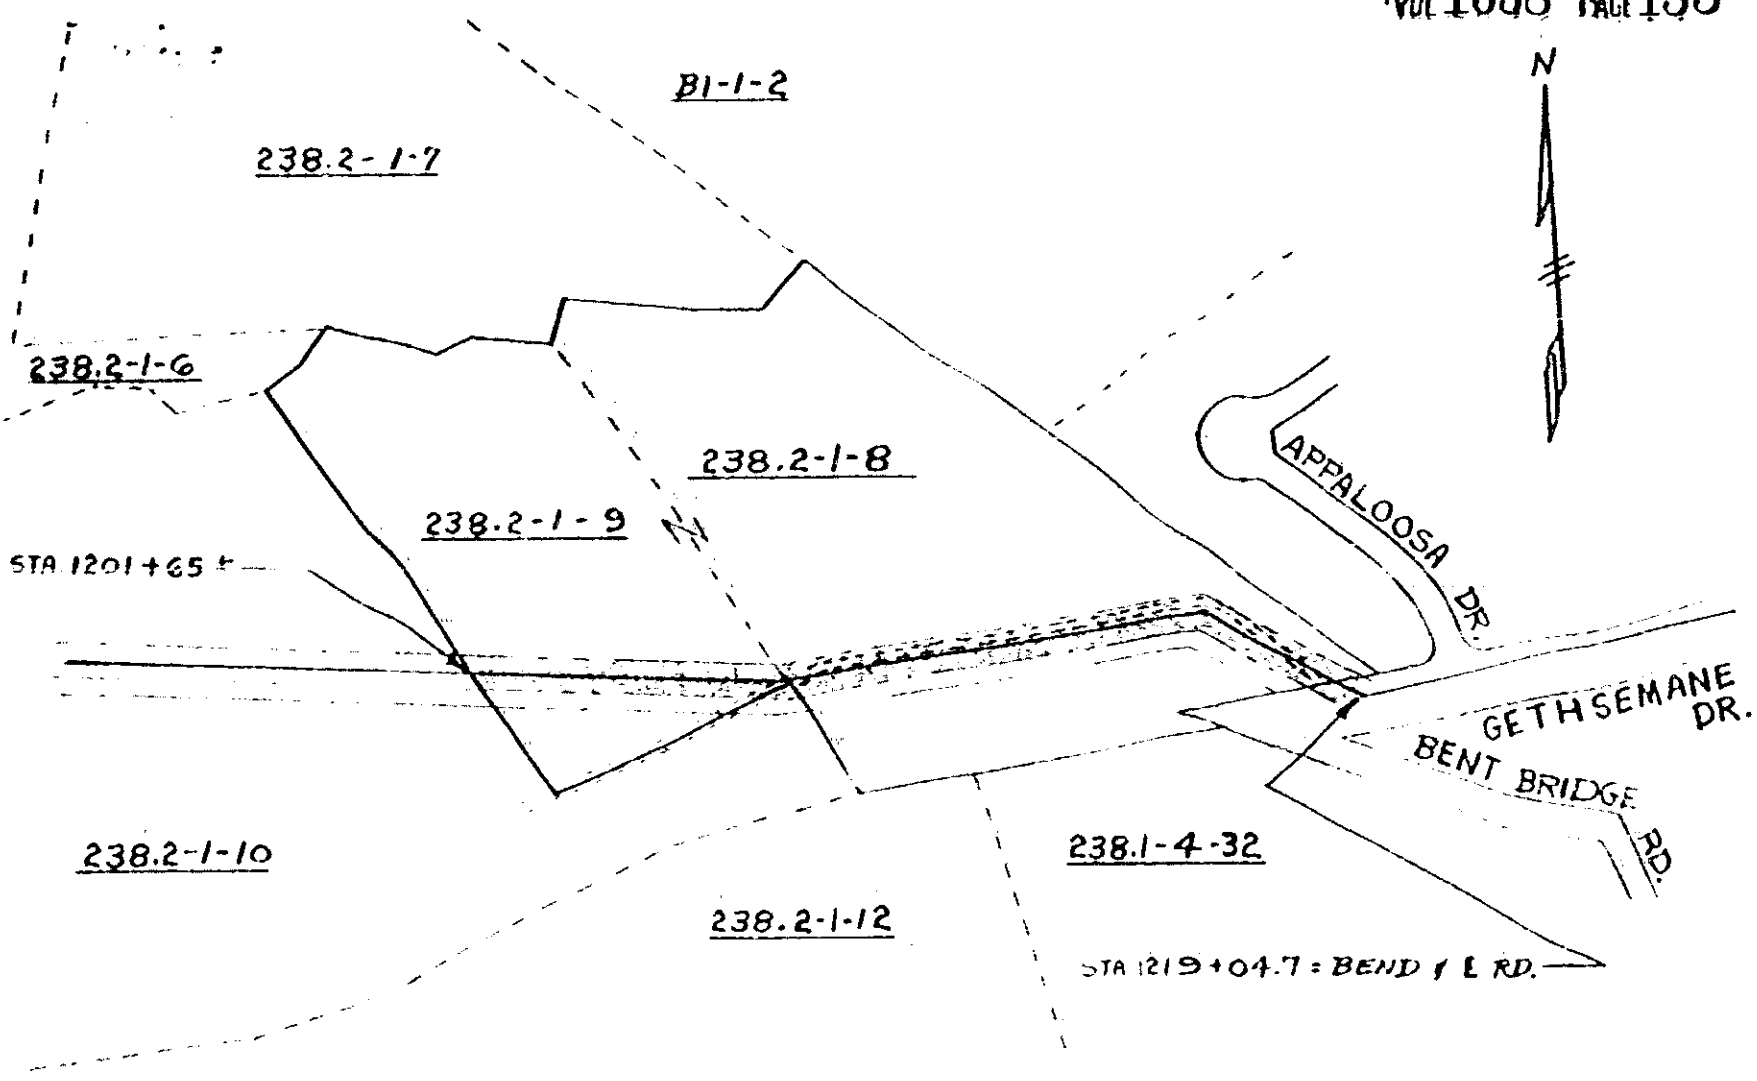 N
B1-1-2
238.2-1-7
238.2-1-6
238.2-1-8
APPALOOSA DR.
238.2-1-9
STA 1201+65 ±
GETHSEMANE
DR.
BENT BRIDGE RD.
238.2-1-10
238.1-4-32
238.2-1-12
STA 1219+04.7 = BEND RD.